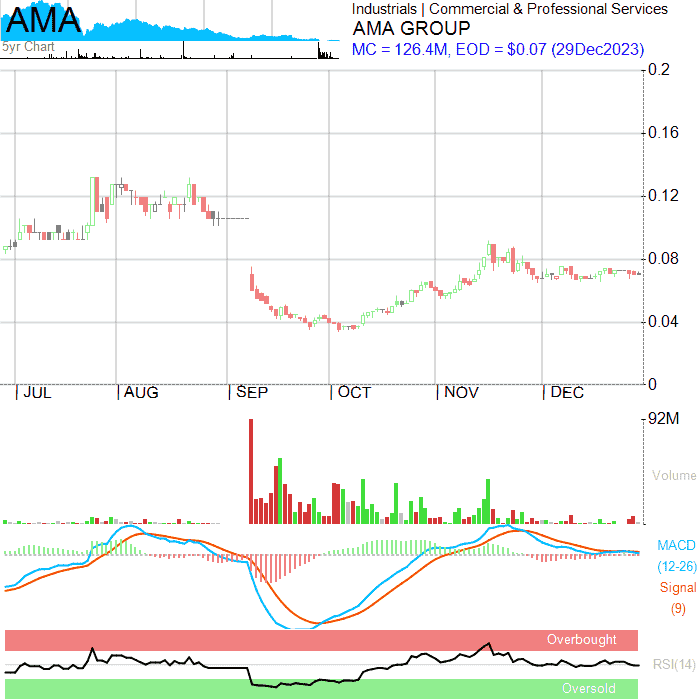 AMA
5yr Chart
Industrials | Commercial & Professional Services
AMA GROUP
MC = 126.4M, EOD = $0.07 (29Dec2023)
0.2
0.16
0.12
0.08
0.04
0
JUL
AUG
SEP
OCT
NOV
DEC
92M
Volume
MACD
(12-26)
Signal
(9)
Overbought
RSI(14)
Oversold